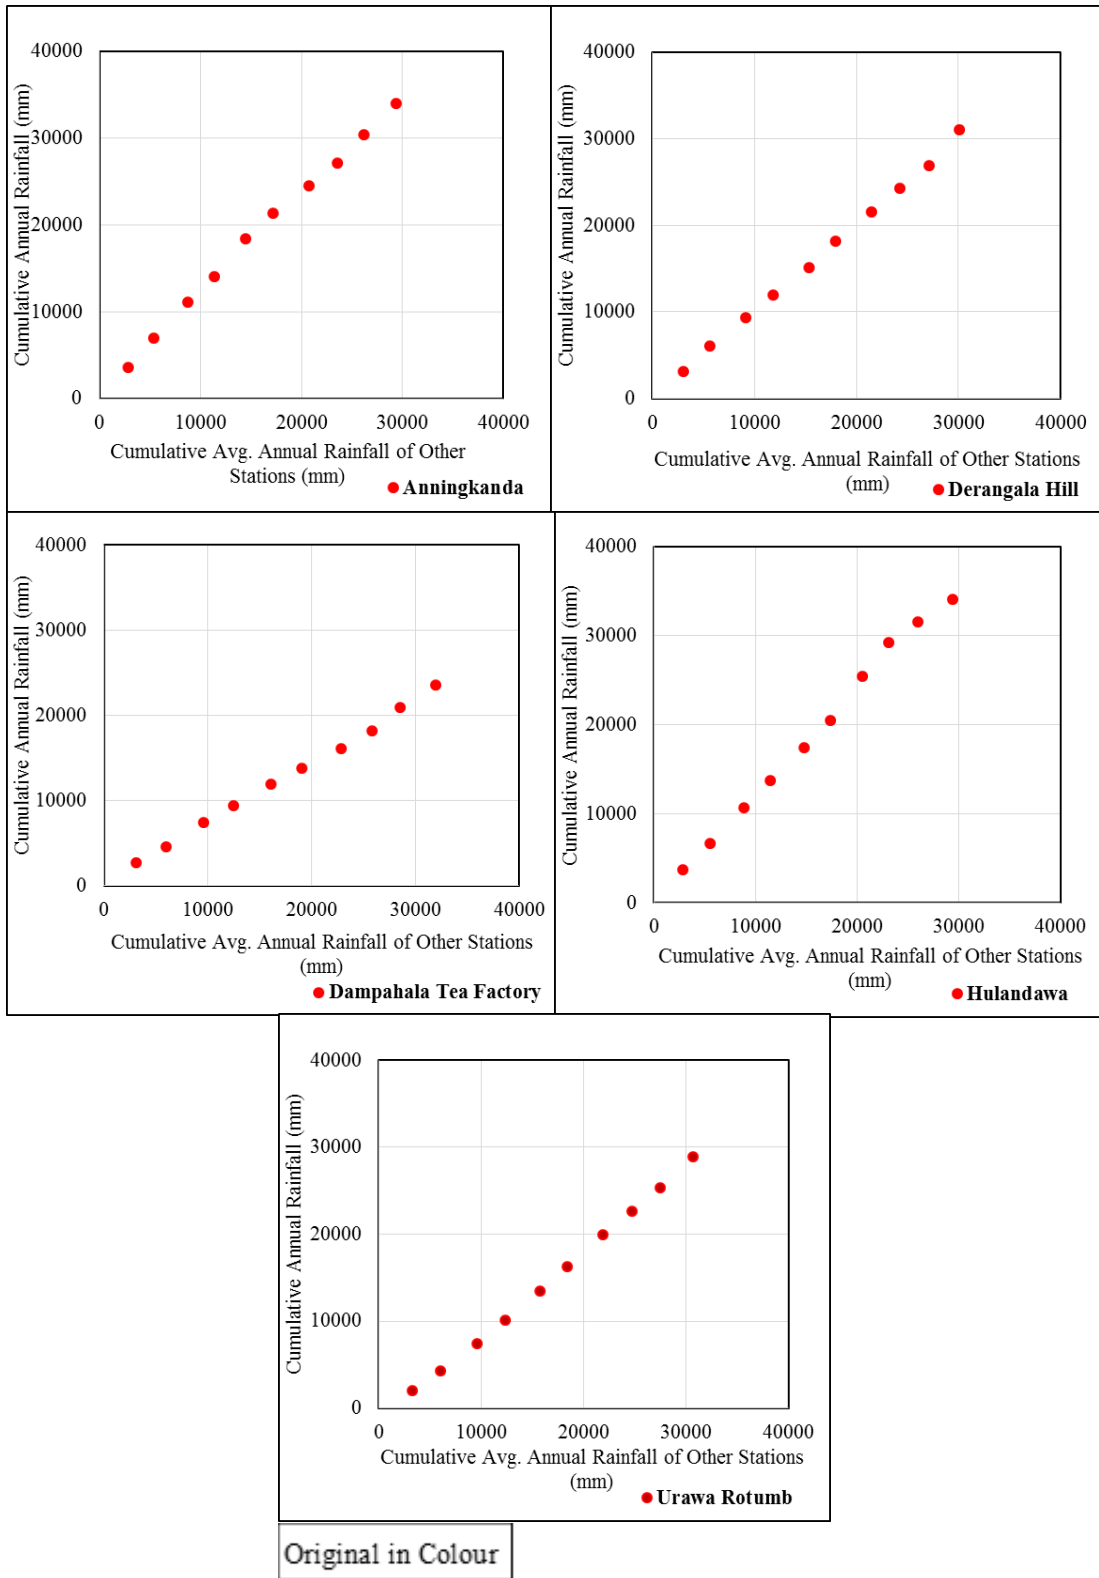 40000
30000
20000
10000
0
0 10000 20000 30000 40000
Cumulative Annual Rainfall (mm)
Cumulative Avg. Annual Rainfall of Other
Stations (mm)
Anningkanda
40000
30000
20000
10000
0
0 10000 20000 30000 40000
Cumulative Annual Rainfall (mm)
Cumulative Avg. Annual Rainfall of Other Stations
(mm)
Derangala Hill
40000
30000
20000
10000
0
0 10000 20000 30000 40000
Cumulative Annual Rainfall (mm)
Cumulative Avg. Annual Rainfall of Other Stations
(mm)
Dampahala Tea Factory
40000
30000
20000
10000
0
0 10000 20000 30000 40000
Cumulative Annual Rainfall (mm)
Cumulative Avg. Annual Rainfall of Other Stations
(mm)
Hulandawa
40000
30000
20000
10000
0
0 10000 20000 30000 40000
Cumulative Annual Rainfall (mm)
Cumulative Avg. Annual Rainfall of Other Stations
(mm)
Urawa Rotumb
Original in Colour